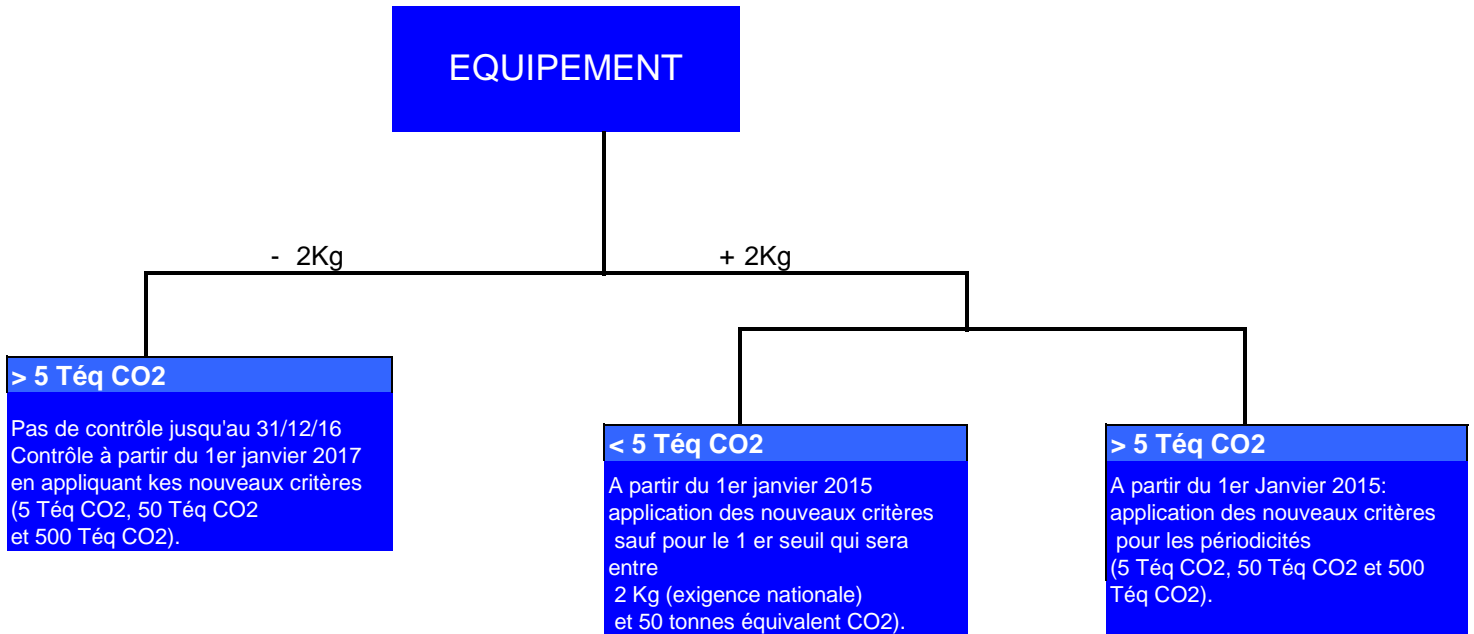 EQUIPEMENT
- 2Kg
+ 2Kg
> 5 Téq CO2
Pas de contrôle jusqu'au 31/12/16
Contrôle à partir du 1er janvier 2017
en appliquant kes nouveaux critères
(5 Téq CO2, 50 Téq CO2
et 500 Téq CO2).
< 5 Téq CO2
A partir du 1er janvier 2015
application des nouveaux critères
sauf pour le 1 er seuil qui sera
entre
2 Kg (exigence nationale)
et 50 tonnes équivalent CO2).
> 5 Téq CO2
A partir du 1er Janvier 2015:
application des nouveaux critères
pour les périodicités
(5 Téq CO2, 50 Téq CO2 et 500
Téq CO2).